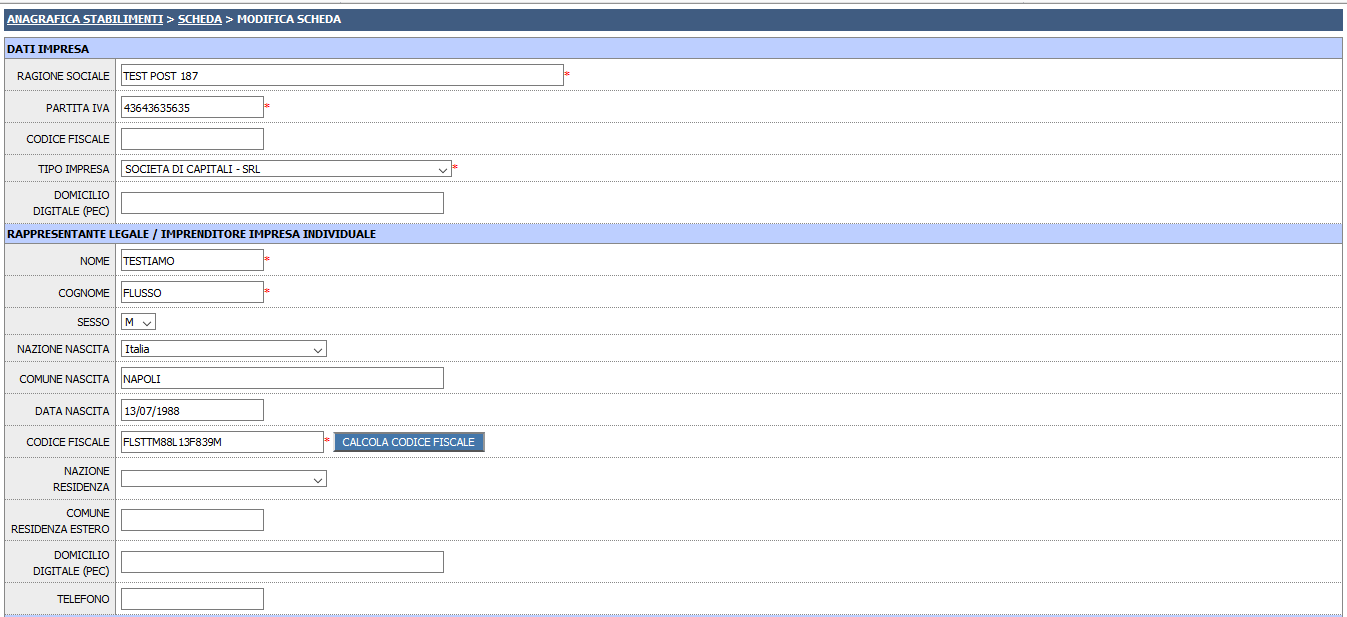 ANAGRAFICA STABILIMENTI > SCHEDA > MODIFICA SCHEDA
DATI IMPRESA
RAGIONE SOCIALE TEST POST 187 *
PARTITA IVA 43643635635 *
CODICE FISCALE
TIPO IMPRESA SOCIETA DI CAPITALI - SRL *
DOMICILIO
DIGITALE (PEC)
RAPPRESENTANTE LEGALE / IMPRENDITORE IMPRESA INDIVIDUALE
NOME TESTIAMO *
COGNOME FLUSSO *
SESSO M
NAZIONE NASCITA Italia
COMUNE NASCITA NAPOLI
DATA NASCITA 13/07/1988
CODICE FISCALE FLSTTM88L13F839M * CALCOLA CODICE FISCALE
NAZIONE
RESIDENZA
COMUNE
RESIDENZA ESTERO
DOMICILIO
DIGITALE (PEC)
TELEFONO